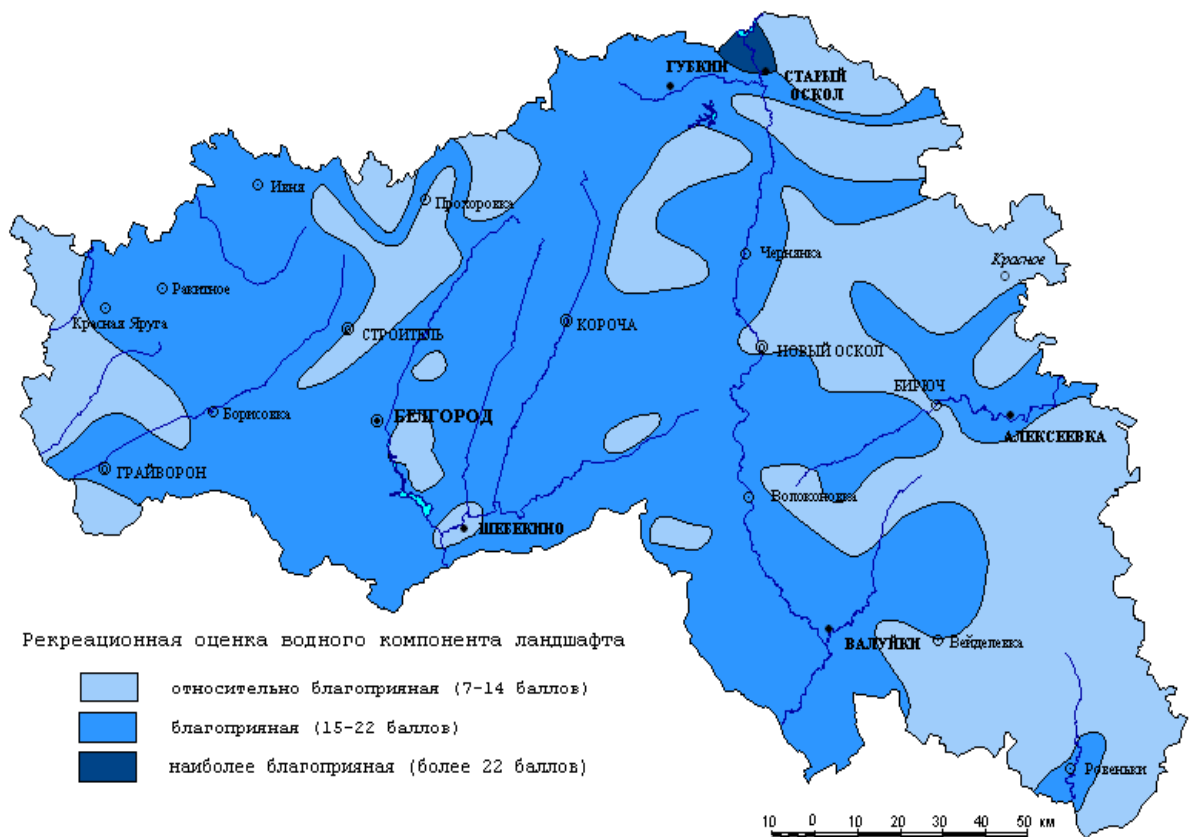 ГУБКИН
СТАРЫЙ
ОСКОЛ
Ивня
Прохоровка
Чернянка
Красное
Ракитное
Красная Яруга
СТРОИТЕЛЬ
КОРОЧА
НОВЫЙ ОСКОЛ
БИРЮЧ
Борисовка
БЕЛГОРОД
АЛЕКСЕЕВКА
ГРАЙВОРОН
Волоконовка
ШЕБЕКИНО
Рекреационная оценка водного компонента ландшафта
ВАЛУЙКИ
Вейделевка
относительно благоприяная (7-14 баллов)
благоприяная (15-22 баллов)
наиболее благоприяная (более 22 баллов)
Ровеньки
10 0 10 20 30 40 50 км